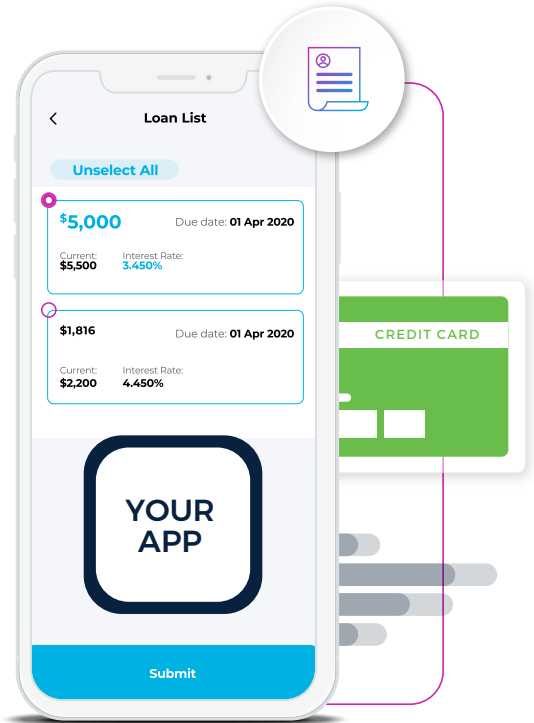 Loan List
Unselect All
$5,000
Due date: 01 Apr 2020
Current: Interest Rate:
$5,500 3.450%
$1,816
Due date: 01 Apr 2020
Current: Interest Rate:
$2,200 4.450%
CREDIT CARD
YOUR
APP
Submit